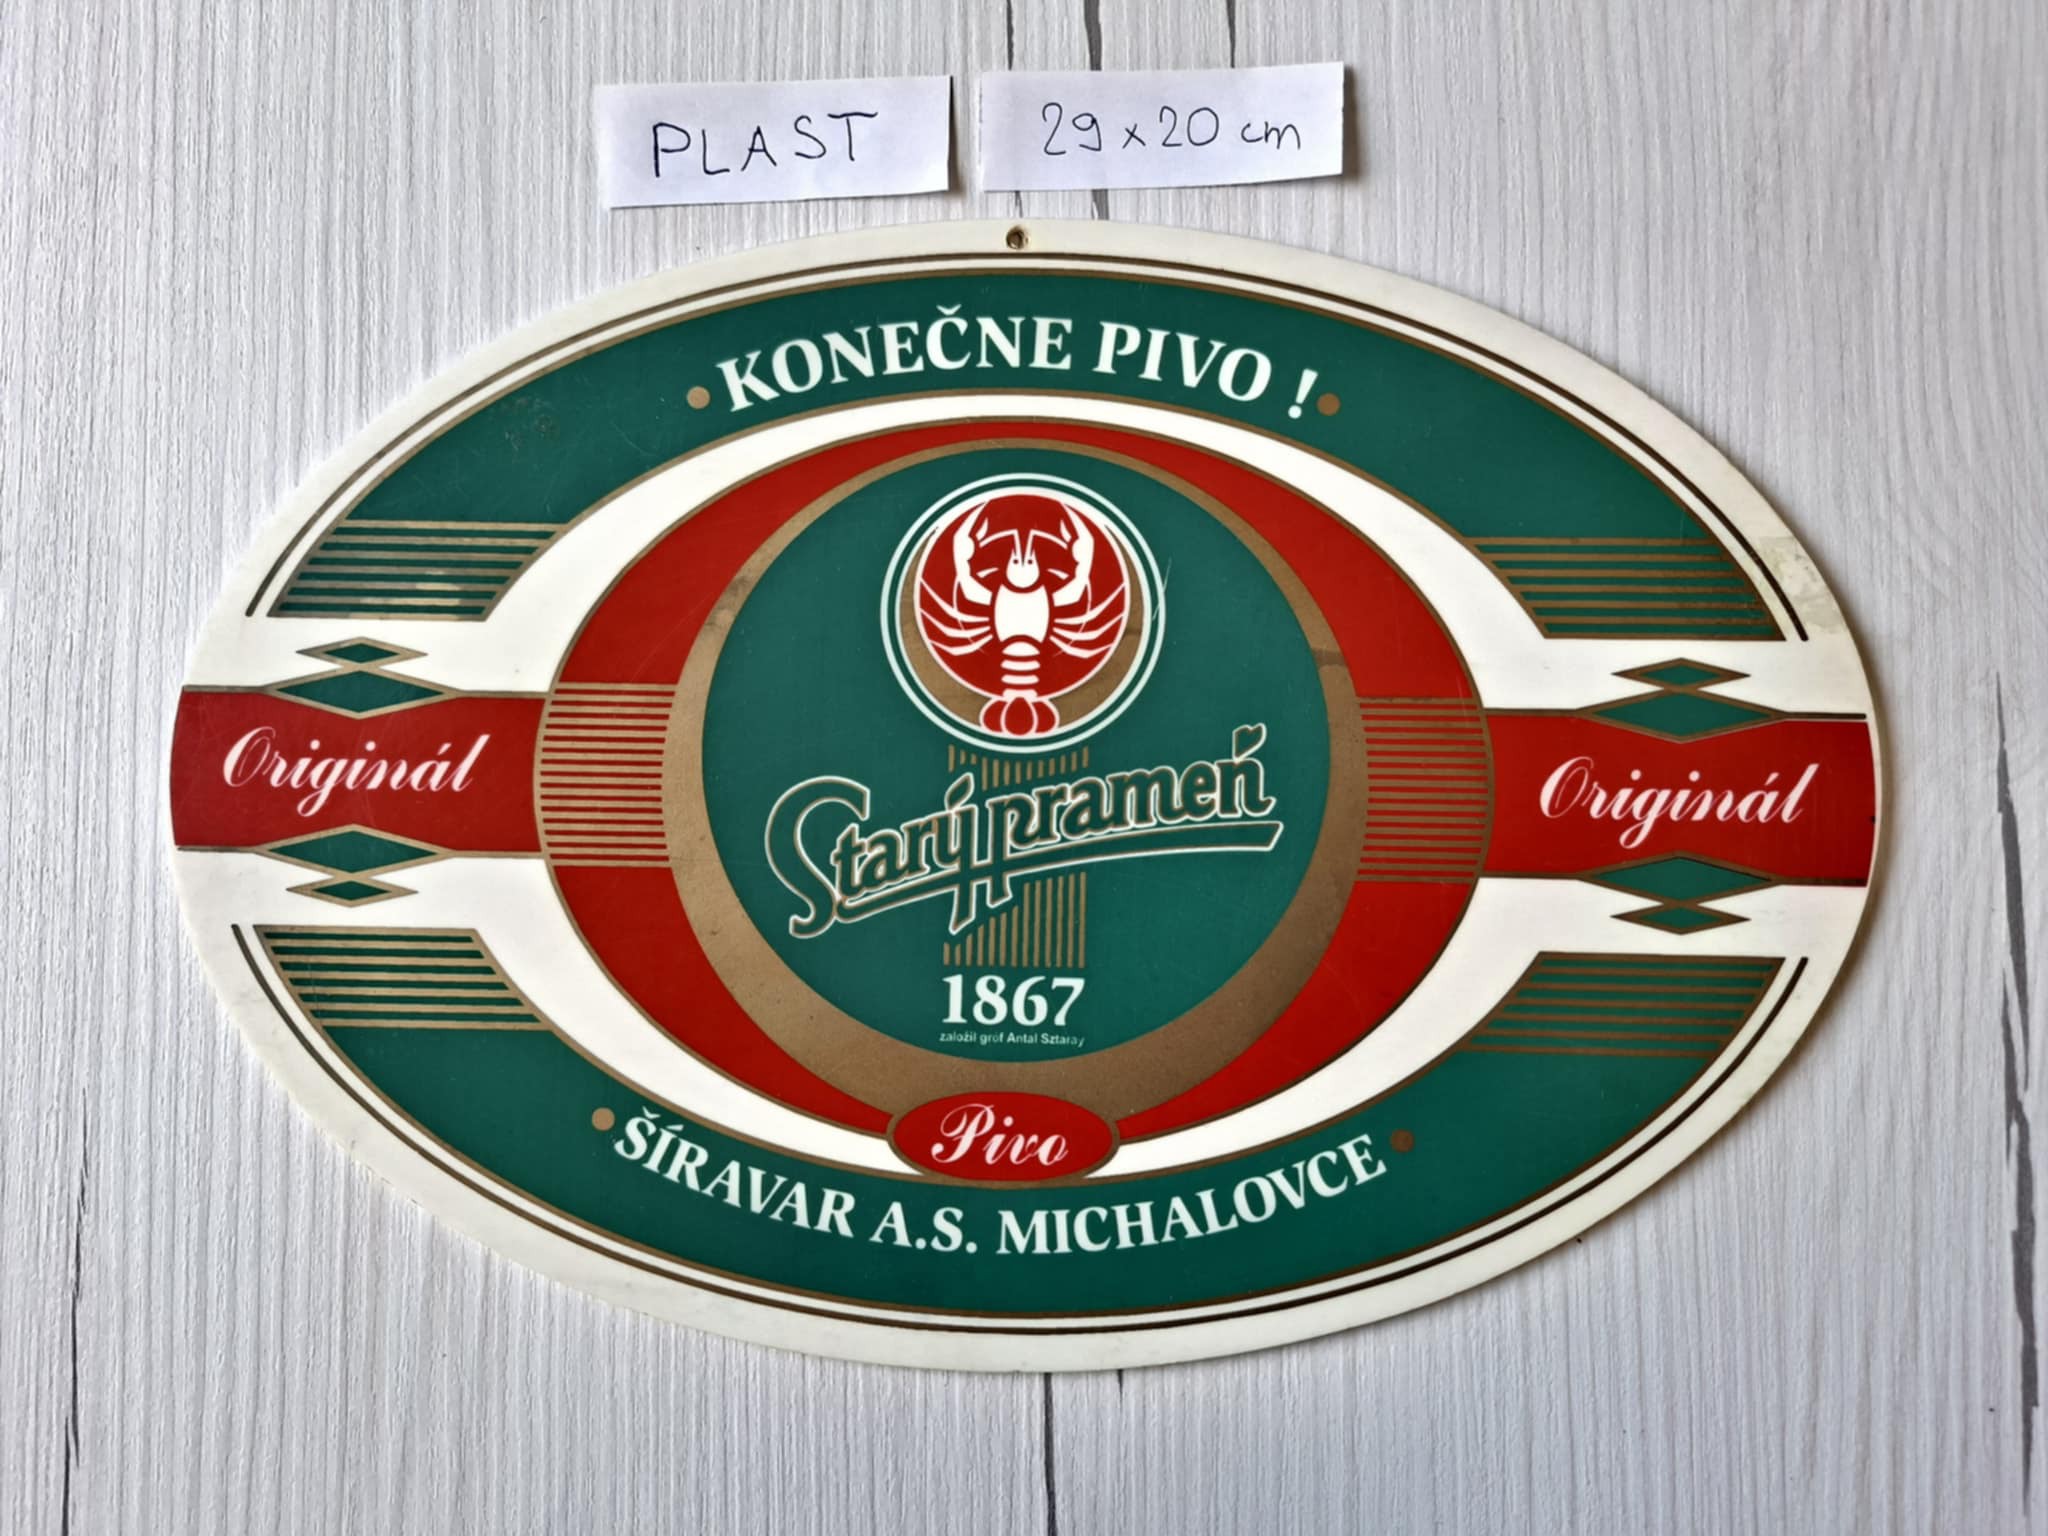 PLAST
29 x 20 cm
KONEČNE PIVO !
Originál
Originál
Starý prameň
1867
založil gróf Antal Sztaray
Pivo
ŠÍRAVAR A.S. MICHALOVCE